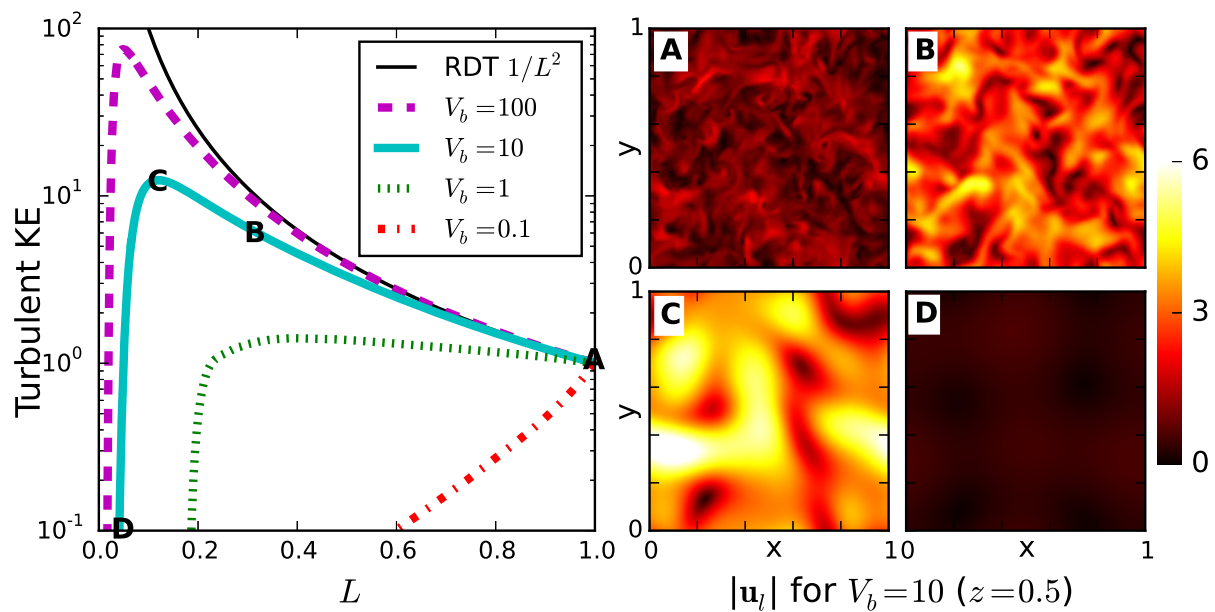 Turbulent KE
10²
10¹
10⁰
10⁻¹
0.0 0.2 0.4 0.6 0.8 1.0
L
RDT 1/L²
V_b=100
V_b=10
V_b=1
V_b=0.1
A
B
C
D
A
B
C
D
1
y
0
1
y
0
0 x 1 0 x 1
6
3
0
|u_l| for V_b=10 (z=0.5)